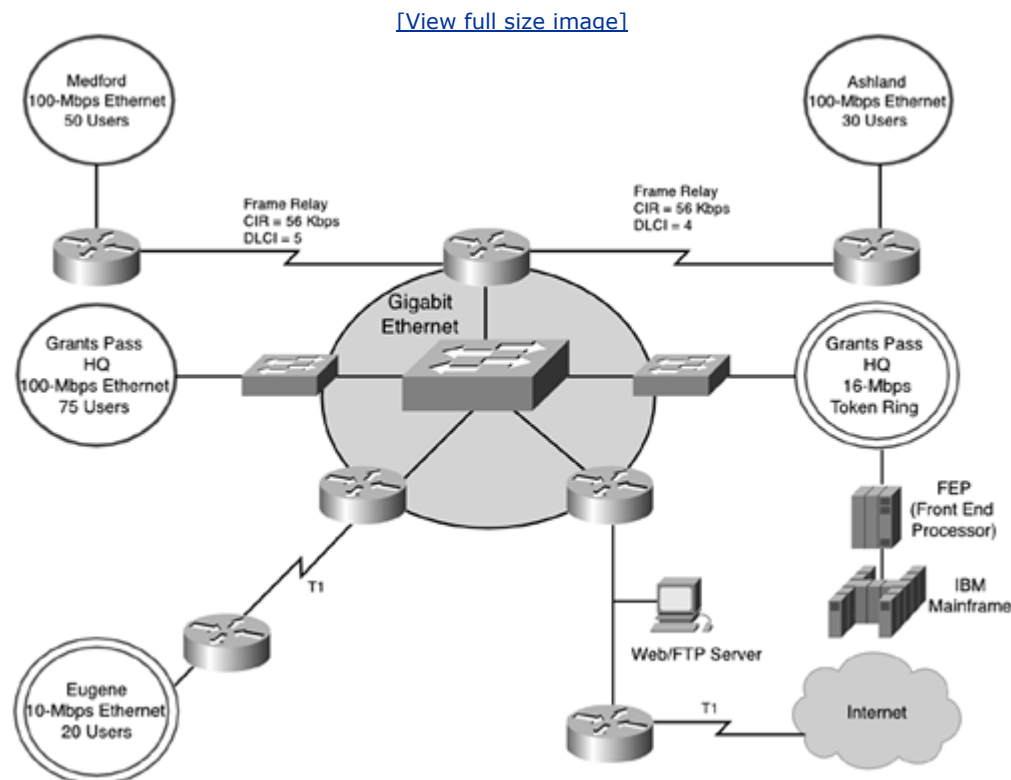 [View full size image]
Medford
100-Mbps Ethernet
50 Users
Ashland
100-Mbps Ethernet
30 Users
Frame Relay
CIR = 56 Kbps
DLCI = 5
Frame Relay
CIR = 56 Kbps
DLCI = 4
Gigabit
Ethernet
Grants Pass
HQ
100-Mbps Ethernet
75 Users
Grants Pass
HQ
16-Mbps
Token Ring
FEP
(Front End
Processor)
IBM
Mainframe
T1
Web/FTP Server
Eugene
10-Mbps Ethernet
20 Users
T1
Internet